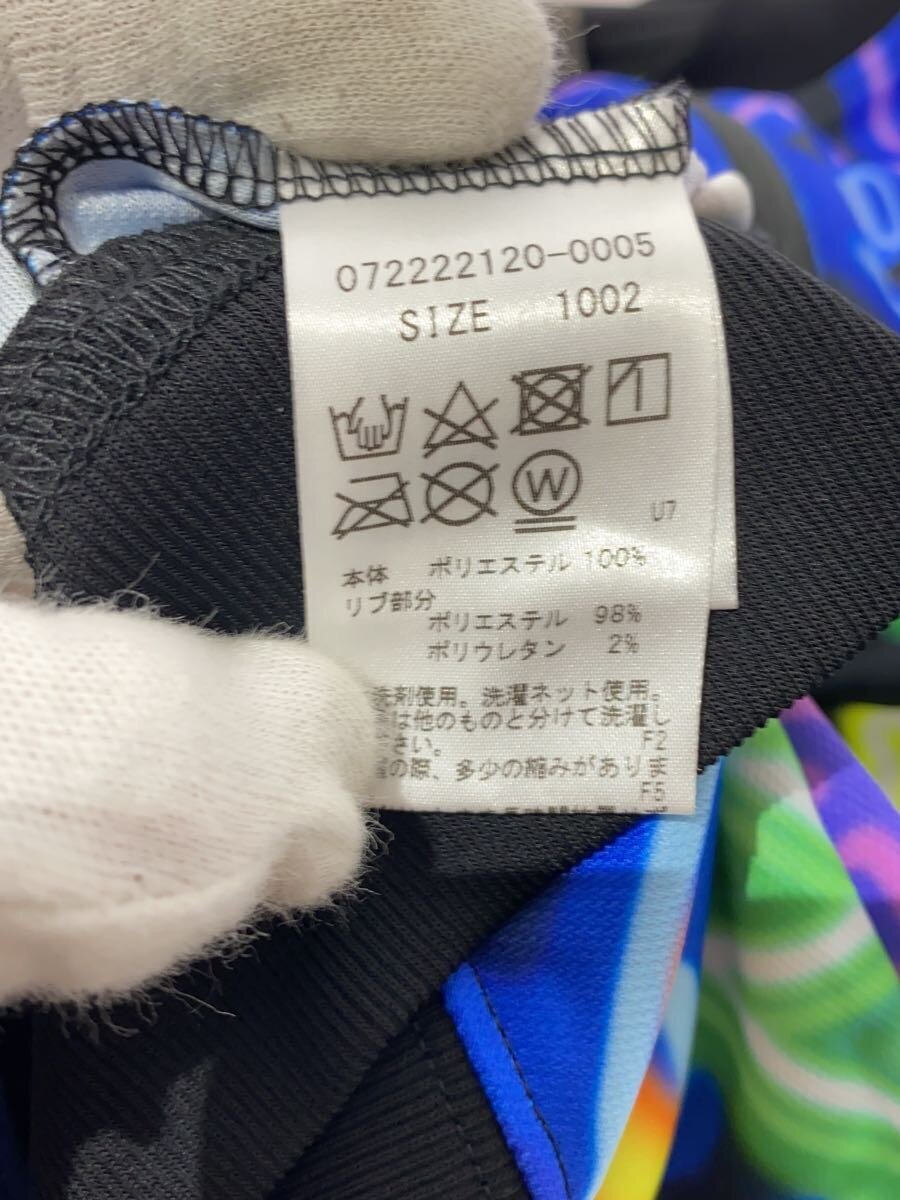 072222120-0005
SIZE 1002
W
U7
本体 ポリエステル 100%
リブ部分
ポリエステル 98%
ポリウレタン 2%
洗剤使用。洗濯ネット使用。
は他のものと分けて洗濯し
さい。 F2
の際、多少の縮みがありま
F5